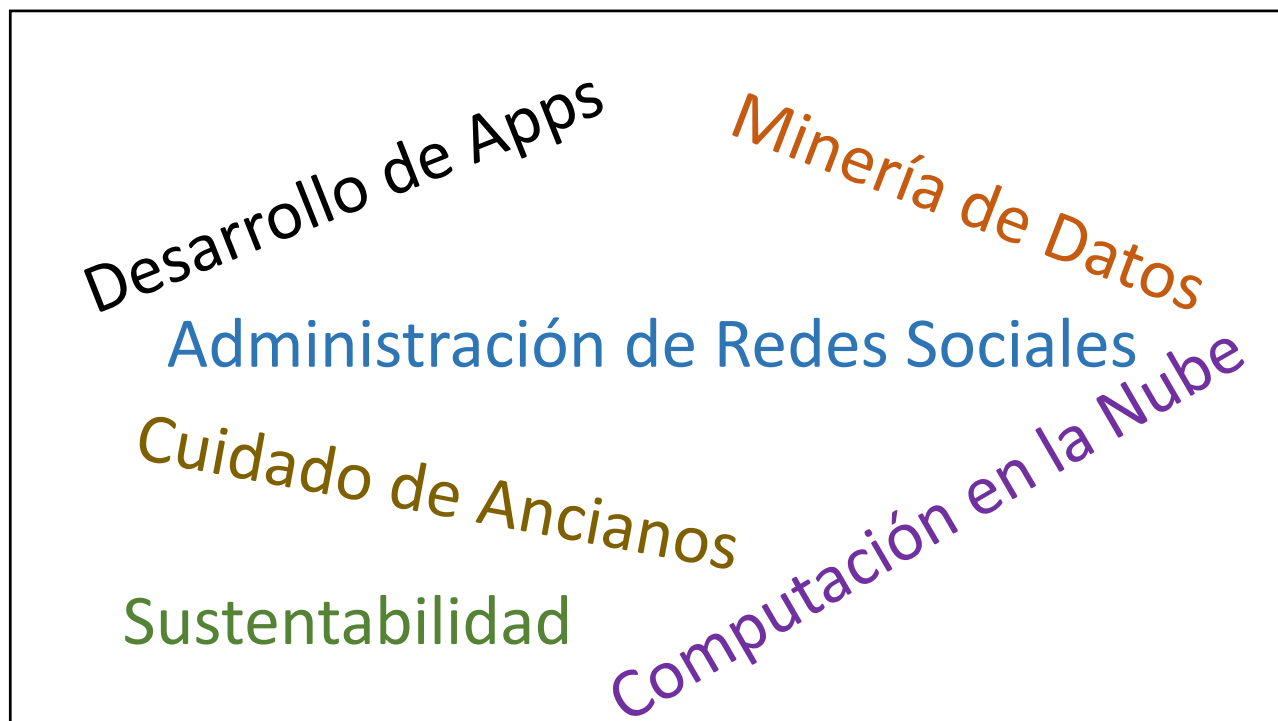 Desarrollo de Apps
Minería de Datos
Administración de Redes Sociales
Cuidado de Ancianos
Computación en la Nube
Sustentabilidad